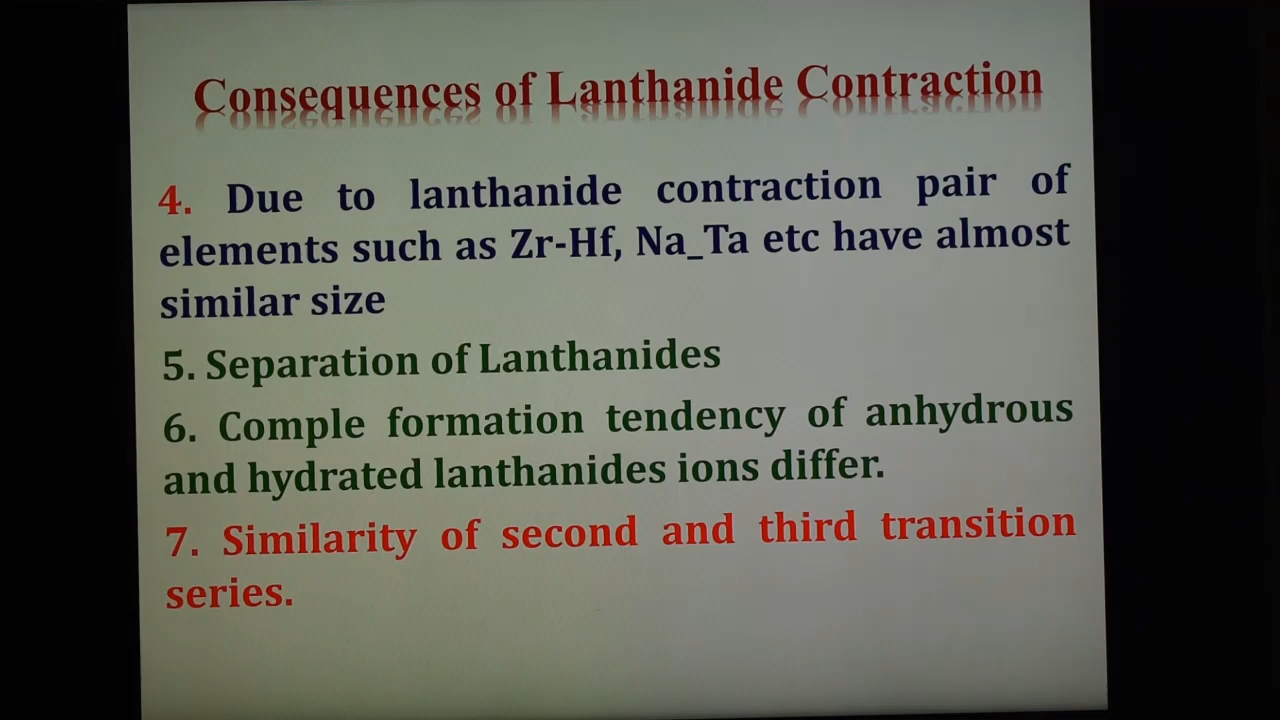 Consequences of Lanthanide Contraction
4. Due to lanthanide contraction pair of
elements such as Zr-Hf, Na_Ta etc have almost
similar size
5. Separation of Lanthanides
6. Comple formation tendency of anhydrous
and hydrated lanthanides ions differ.
7. Similarity of second and third transition
series.